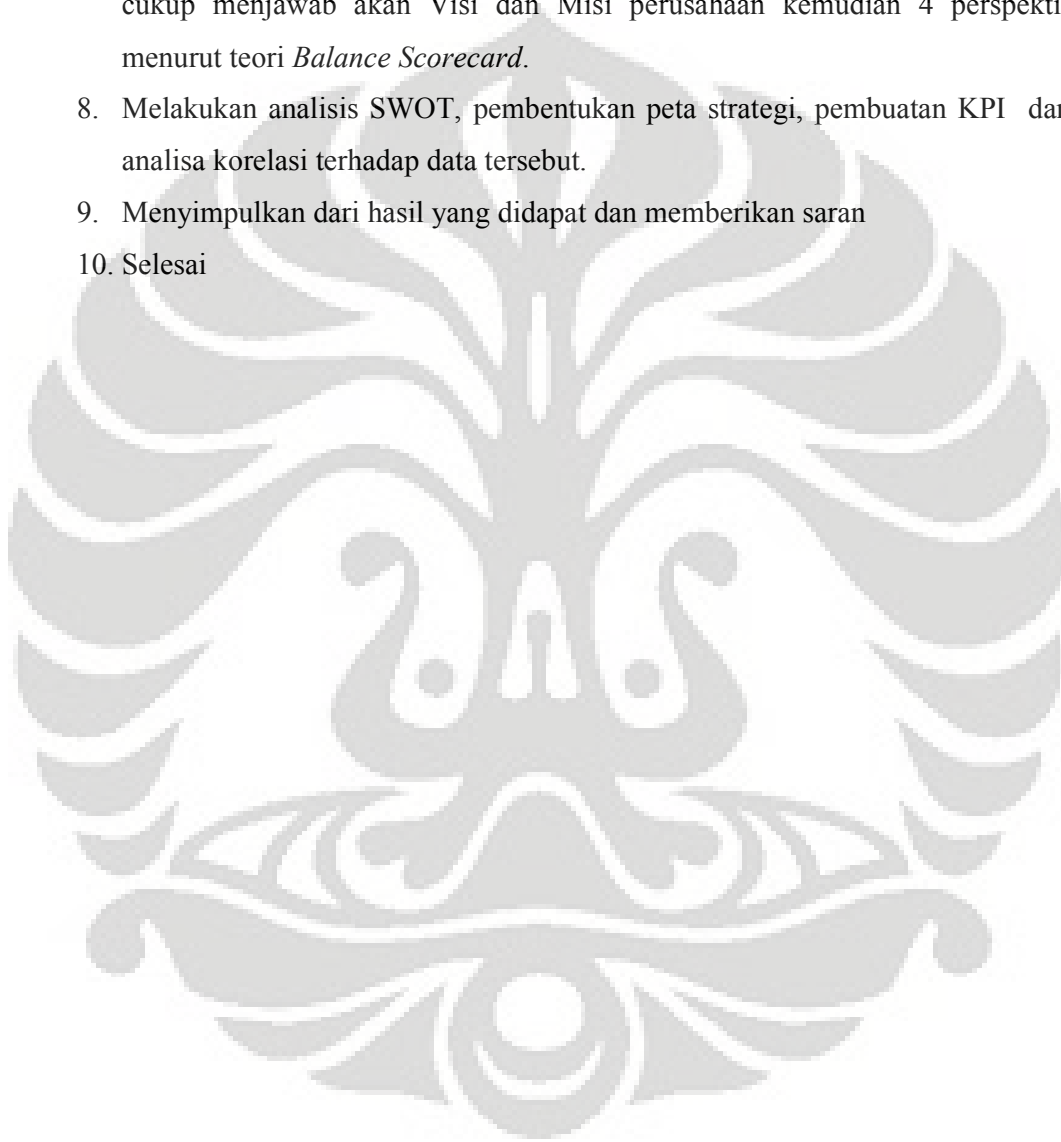 cukup menjawab akan Visi dan Misi perusahaan kemudian 4 perspekti
menurut teori Balance Scorecard.
8. Melakukan analisis SWOT, pembentukan peta strategi, pembuatan KPI dan
analisa korelasi terhadap data tersebut.
9. Menyimpulkan dari hasil yang didapat dan memberikan saran
10. Selesai